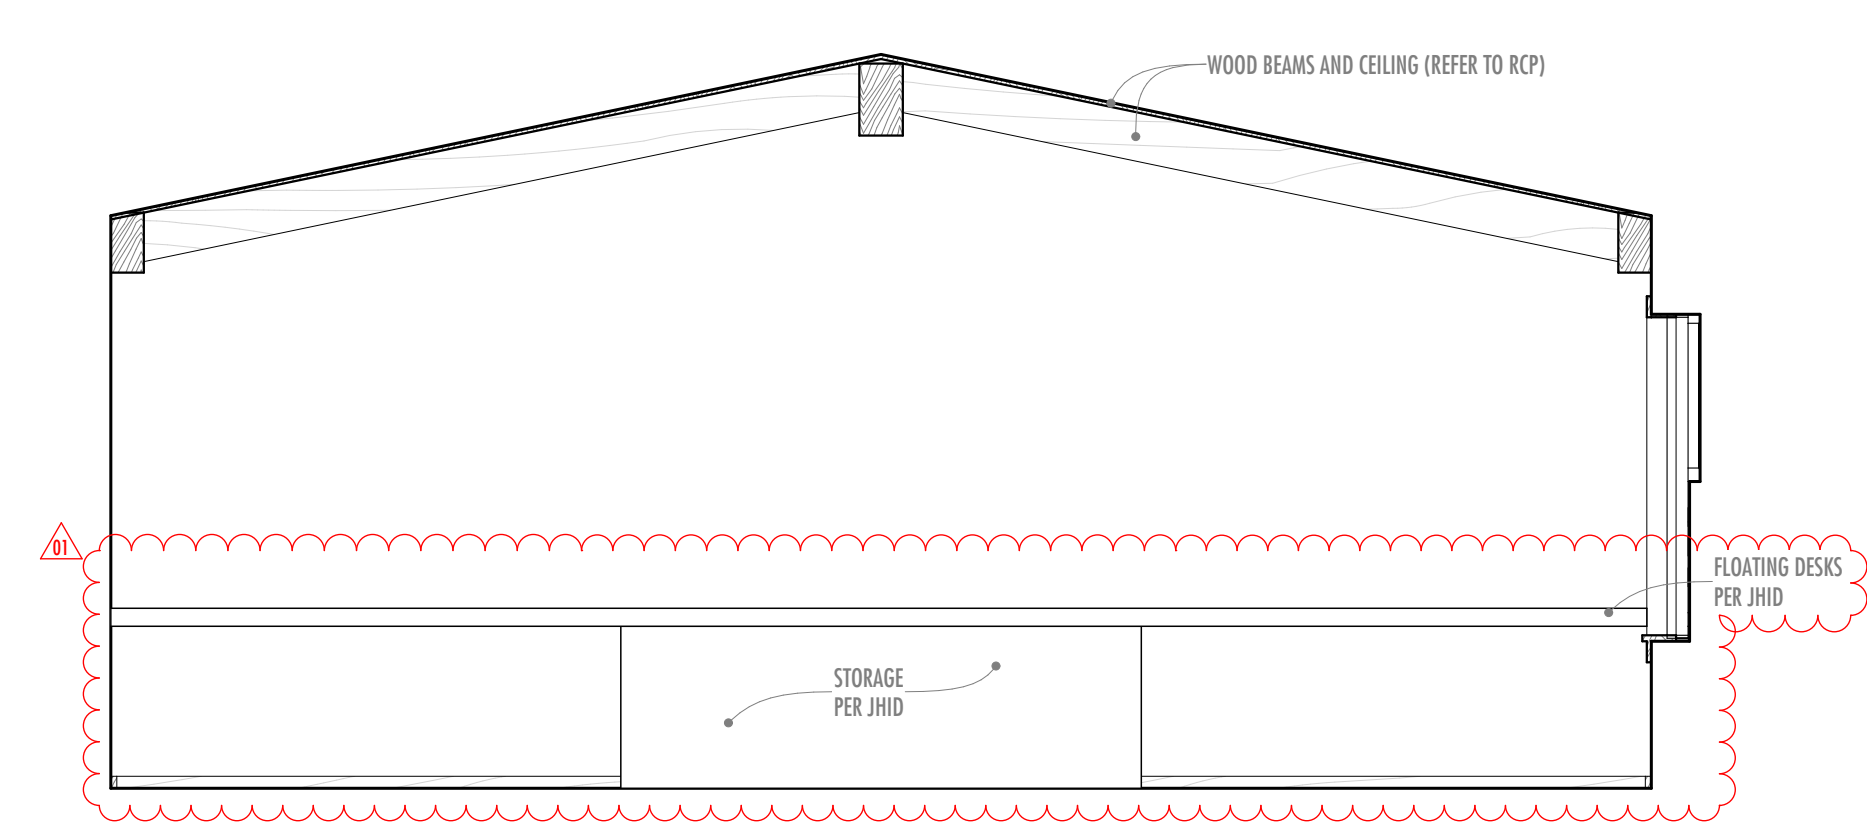 WOOD BEAMS AND CEILING (REFER TO RCP)
01
FLOATING DESKS
PER JHID
STORAGE
PER JHID